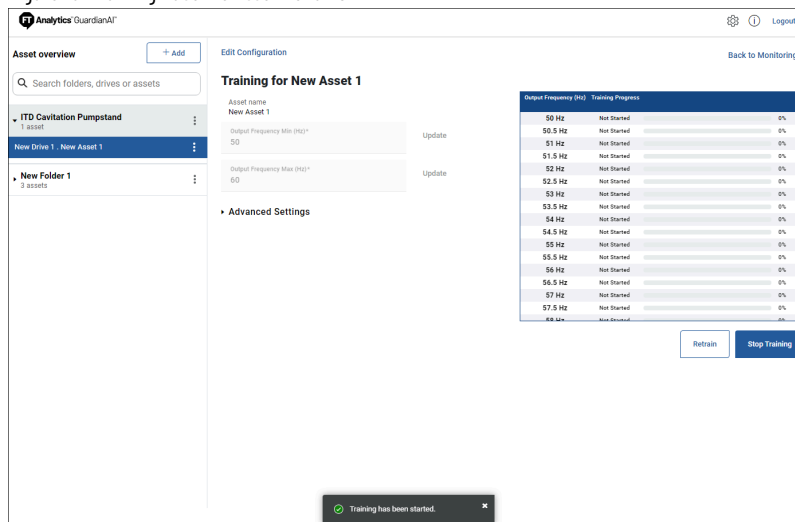 FT Analytics GuardianAI
Logout
Asset overview
+ Add
Search folders, drives or assets
ITD Cavitation Pumpstand
1 asset
New Drive 1 . New Asset 1
New Folder 1
3 assets
Edit Configuration
Back to Monitoring
Training for New Asset 1
Asset name
New Asset 1
Output Frequency Min (Hz)*
50
Update
Output Frequency Max (Hz)*
60
Update
Advanced Settings
Output Frequency (Hz) Training Progress
50 Hz Not Started 0%
50.5 Hz Not Started 0%
51 Hz Not Started 0%
51.5 Hz Not Started 0%
52 Hz Not Started 0%
52.5 Hz Not Started 0%
53 Hz Not Started 0%
53.5 Hz Not Started 0%
54 Hz Not Started 0%
54.5 Hz Not Started 0%
55 Hz Not Started 0%
55.5 Hz Not Started 0%
56 Hz Not Started 0%
56.5 Hz Not Started 0%
57 Hz Not Started 0%
57.5 Hz Not Started 0%
58 Hz Not Started 0%
Retrain
Stop Training
Training has been started.